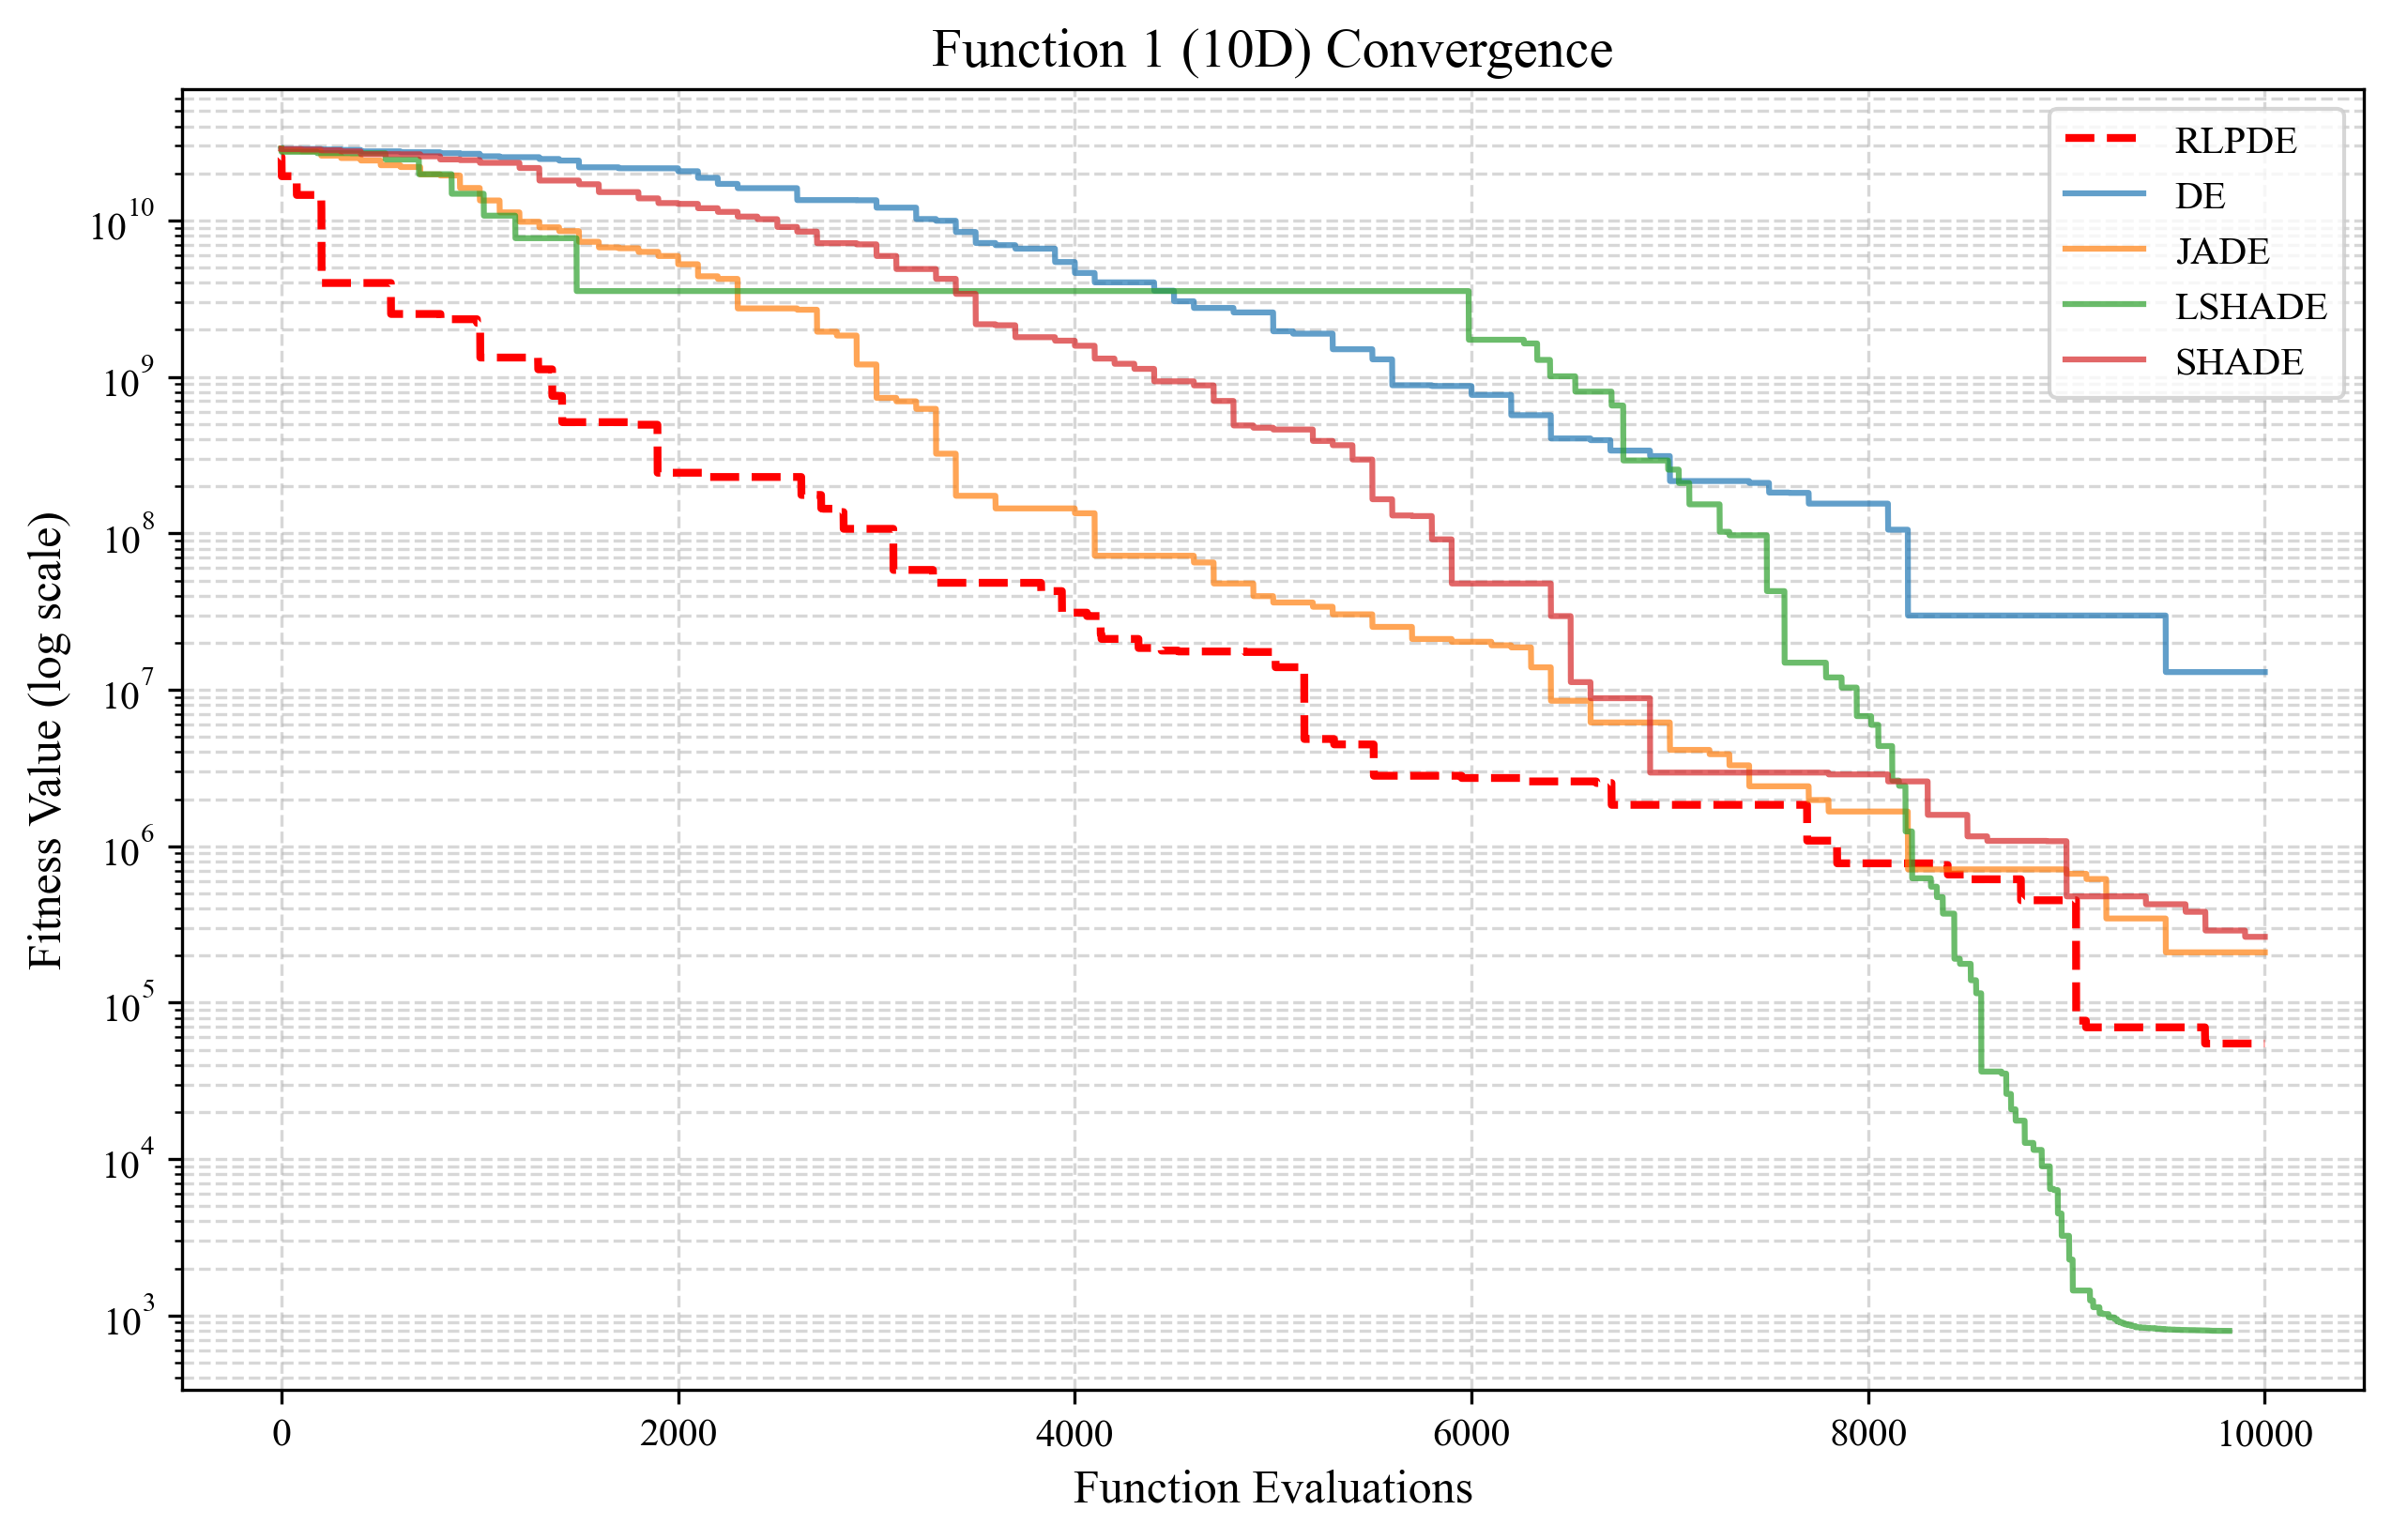 Function 1 (10D) Convergence
Fitness Value (log scale)
10^10
10^9
10^8
10^7
10^6
10^5
10^4
10^3
RLPDE
DE
JADE
LSHADE
SHADE
0 2000 4000 6000 8000 10000
Function Evaluations